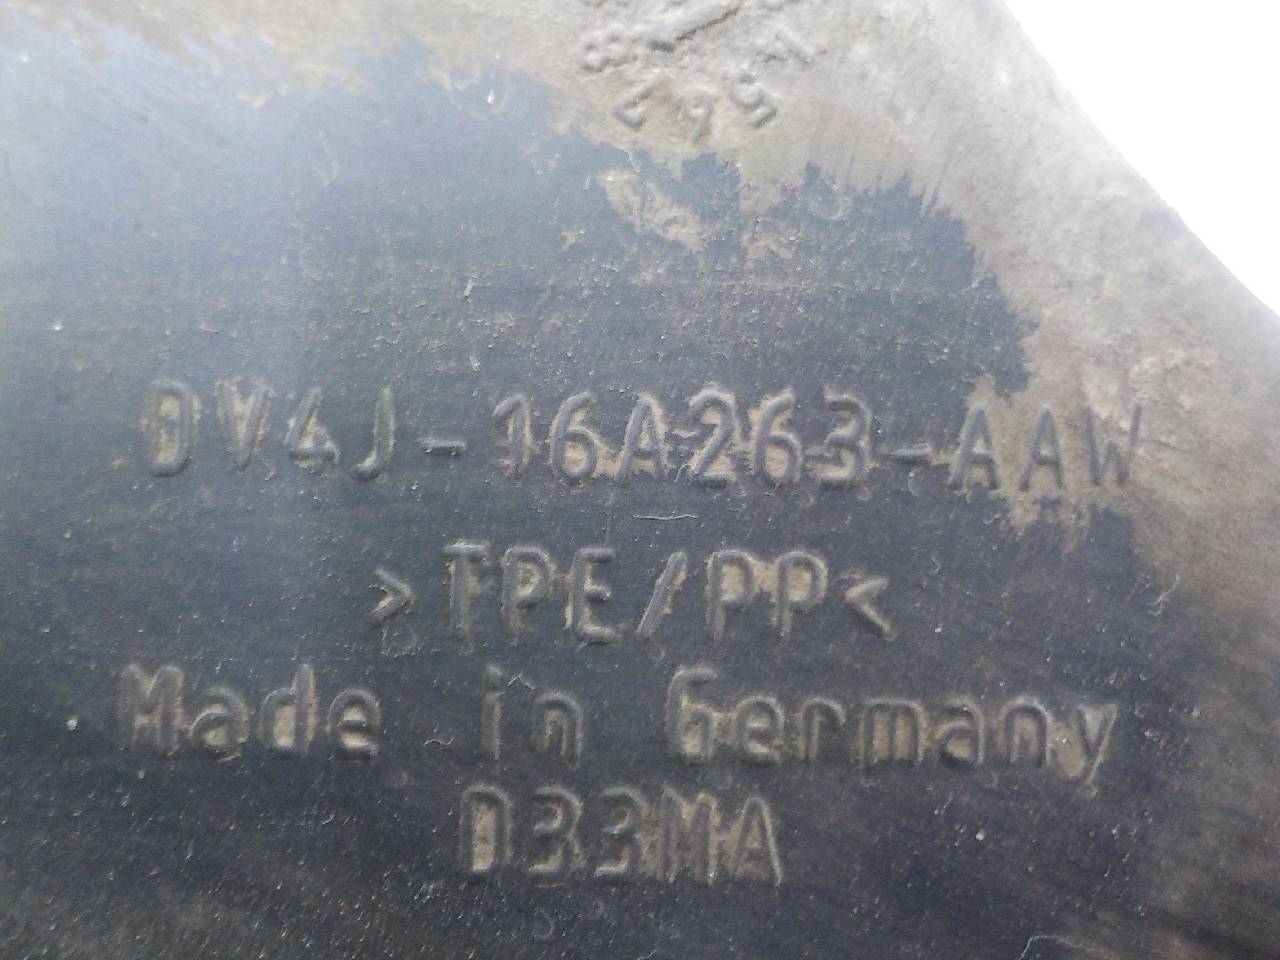 DV4J-16A263-AAW
>TPE/PP<
Made in Germany
D33MA